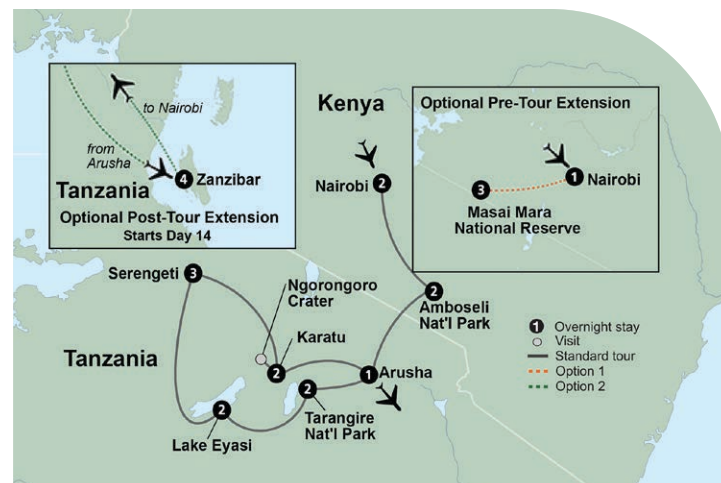 to Nairobi
from
Arusha
4
Zanzibar
Tanzania
Optional Post-Tour Extension
Starts Day 14
Kenya
2
Nairobi
Optional Pre-Tour Extension
1
Nairobi
3
Masai Mara
National Reserve
Serengeti
3
Ngorongoro
Crater
2
Amboseli
Nat'l Park
Tanzania
Karatu
2
1
Arusha
2
Tarangire
Nat'l Park
2
Lake Eyasi
1 Overnight stay
Visit
Standard tour
Option 1
Option 2